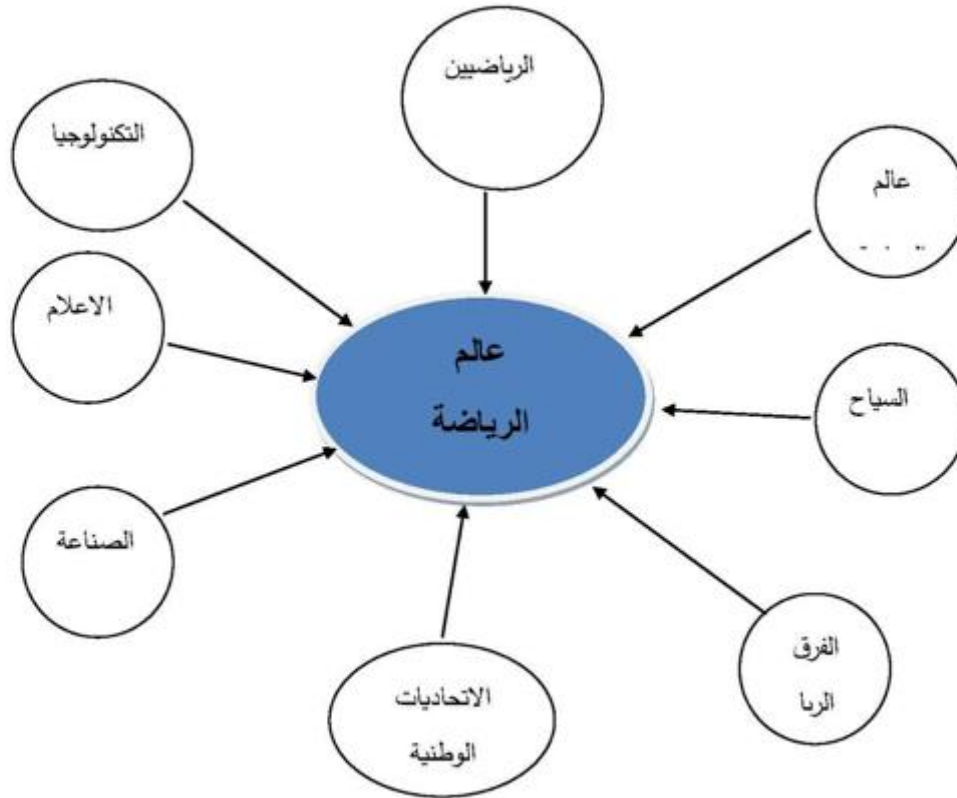 الرياضيين
التكنولوجيا
عالم
الاعلام
عالم
الرياضة
السياح
الصناعة
الفرق
الريا
الاتحاديات
الوطنية